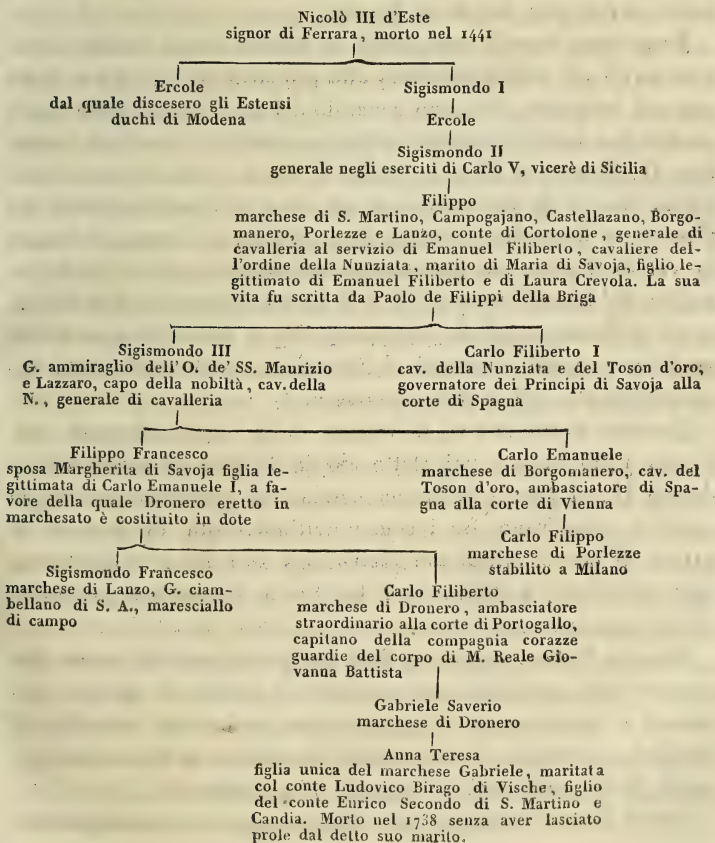 Nicolò III d'Este
signor di Ferrara, morto nel 1441
Ercole
dal quale discesero gli Estensi
duchi di Modena
Sigismondo I
Ercole
Sigismondo II
generale negli eserciti di Carlo V, vicerè di Sicilia
Filippo
marchese di S. Martino, Campogajano, Castellazano, Borgo-
manero, Porlezze e Lanzo, conte di Cortolone, generale di
cavalleria al servizio di Emanuel Filiberto, cavaliere del-
l'ordine della Nunziata, marito di Maria di Savoja, figlio le-
gittimato di Emanuel Filiberto e di Laura Crevola. La sua
vita fu scritta da Paolo de Filippi della Briga
Sigismondo III
G. ammiraglio dell'O. de' SS. Maurizio
e Lazzaro, capo della nobiltà, cav. della
N., generale di cavalleria
Carlo Filiberto I
cav. della Nunziata e del Toson d'oro,
governatore dei Principi di Savoja alla
corte di Spagna
Filippo Francesco
sposa Margherita di Savoja figlia le-
gittimata di Carlo Emanuele I, a fa-
vore della quale Dronero eretto in
marchesato è costituito in dote
Carlo Emanuele
marchese di Borgomanero, cav. del
Toson d'oro, ambasciatore di Spa-
gna alla corte di Vienna
Carlo Filippo
marchese di Porlezze
stabilito a Milano
Sigismondo Francesco
marchese di Lanzo, G. ciam-
bellano di S. A., maresciallo
di campo
Carlo Filiberto
marchese di Dronero, ambasciatore
straordinario alla corte di Portogallo,
capitano della compagnia corazze
guardie del corpo di M. Reale Gio-
vanna Battista
Gabriele Saverio
marchese di Dronero
Anna Teresa
figlia unica del marchese Gabriele, maritata
col conte Ludovico Birago di Vische, figlio
del conte Enrico Secondo di S. Martino e
Candia. Morto nel 1738 senza aver lasciato
prole dal detto suo marito.